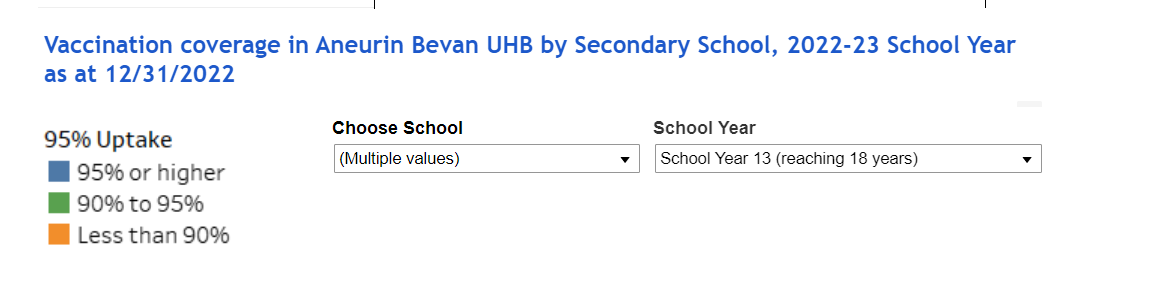 Vaccination coverage in Aneurin Bevan UHB by Secondary School, 2022-23 School Year
as at 12/31/2022
95% Uptake
95% or higher
90% to 95%
Less than 90%
Choose School
(Multiple values)
School Year
School Year 13 (reaching 18 years)